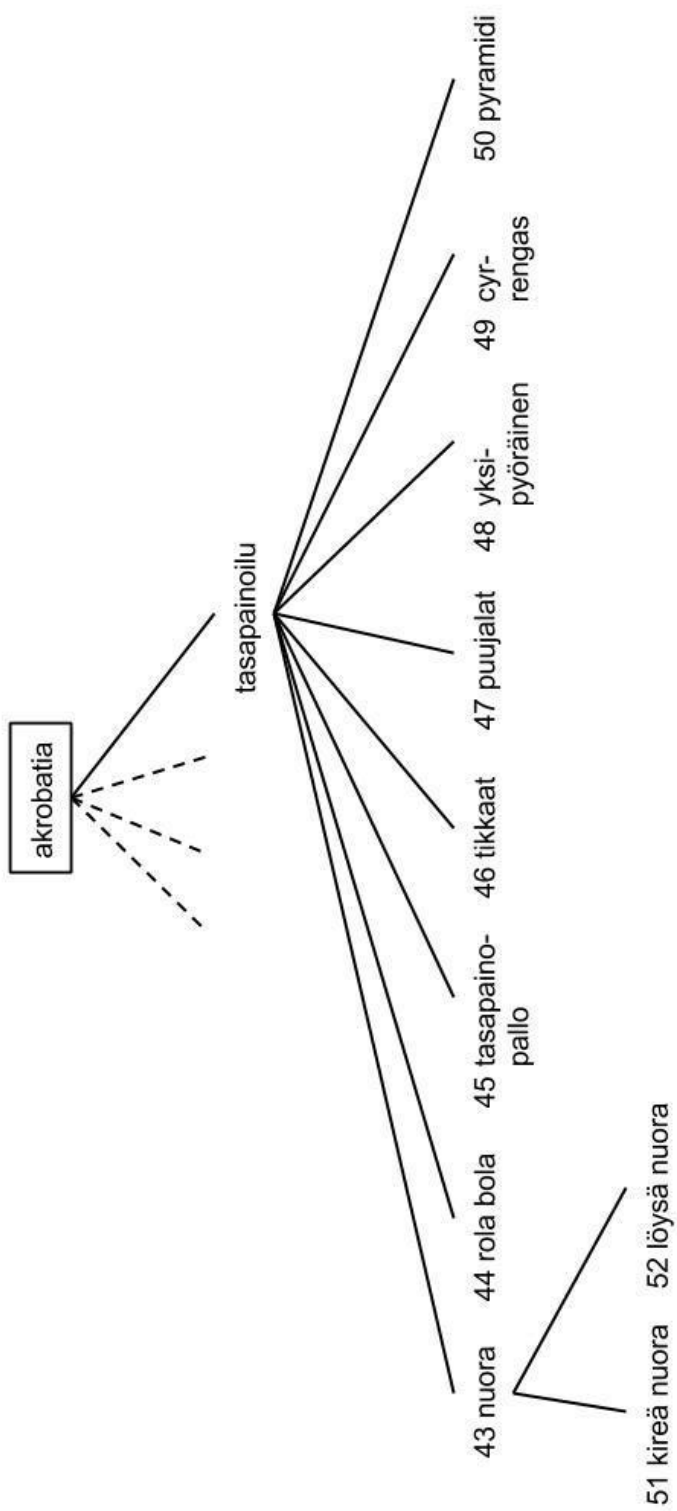 akrobatia
tasapainoilu
43 nuora
44 rola bola
45 tasapaino-
pallo
46 tikkaat
47 puujalat
48 yksi-
pyöräinen
49 cyr-
rengas
50 pyramidi
51 kireä nuora
52 löysä nuora